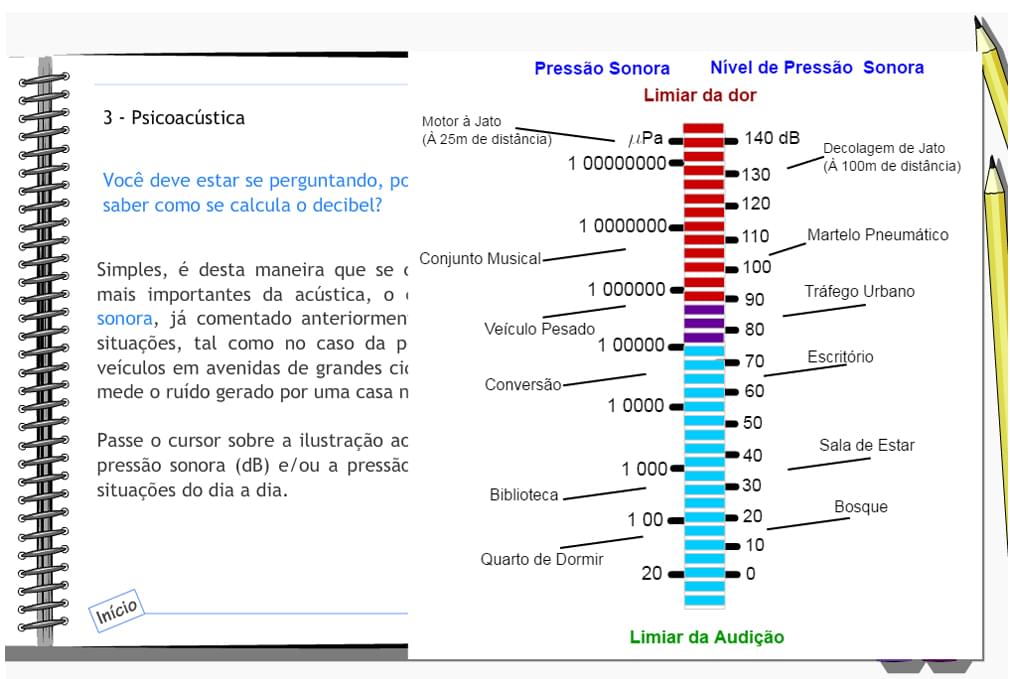 3 - Psicoacústica
Você deve estar se perguntando,
saber como se calcula o decibel?
Simples, é desta maneira que se
mais importantes da acústica, o
sonora, já comentado
situações, tal como no caso da
veículos em avenidas de grandes
mede o ruído gerado por uma casa
Passe o cursor sobre a ilustração
pressão sonora (dB) e/ou a pressão
situações do dia a dia.
Início
Pressão Sonora
Nível de Pressão Sonora
Limiar da dor
Motor à Jato
(À 25m de distância)
µPa
1 00000000
1 0000000
Conjunto Musical
1 000000
Veículo Pesado
1 00000
Conversão
1 0000
1 000
Biblioteca
1 00
Quarto de Dormir
20
140 dB
Decolagem de Jato
(À 100m de distância)
130
120
110
Martelo Pneumático
100
Tráfego Urbano
90
80
Escritório
70
60
50
Sala de Estar
40
30
Bosque
20
10
0
Limiar da Audição